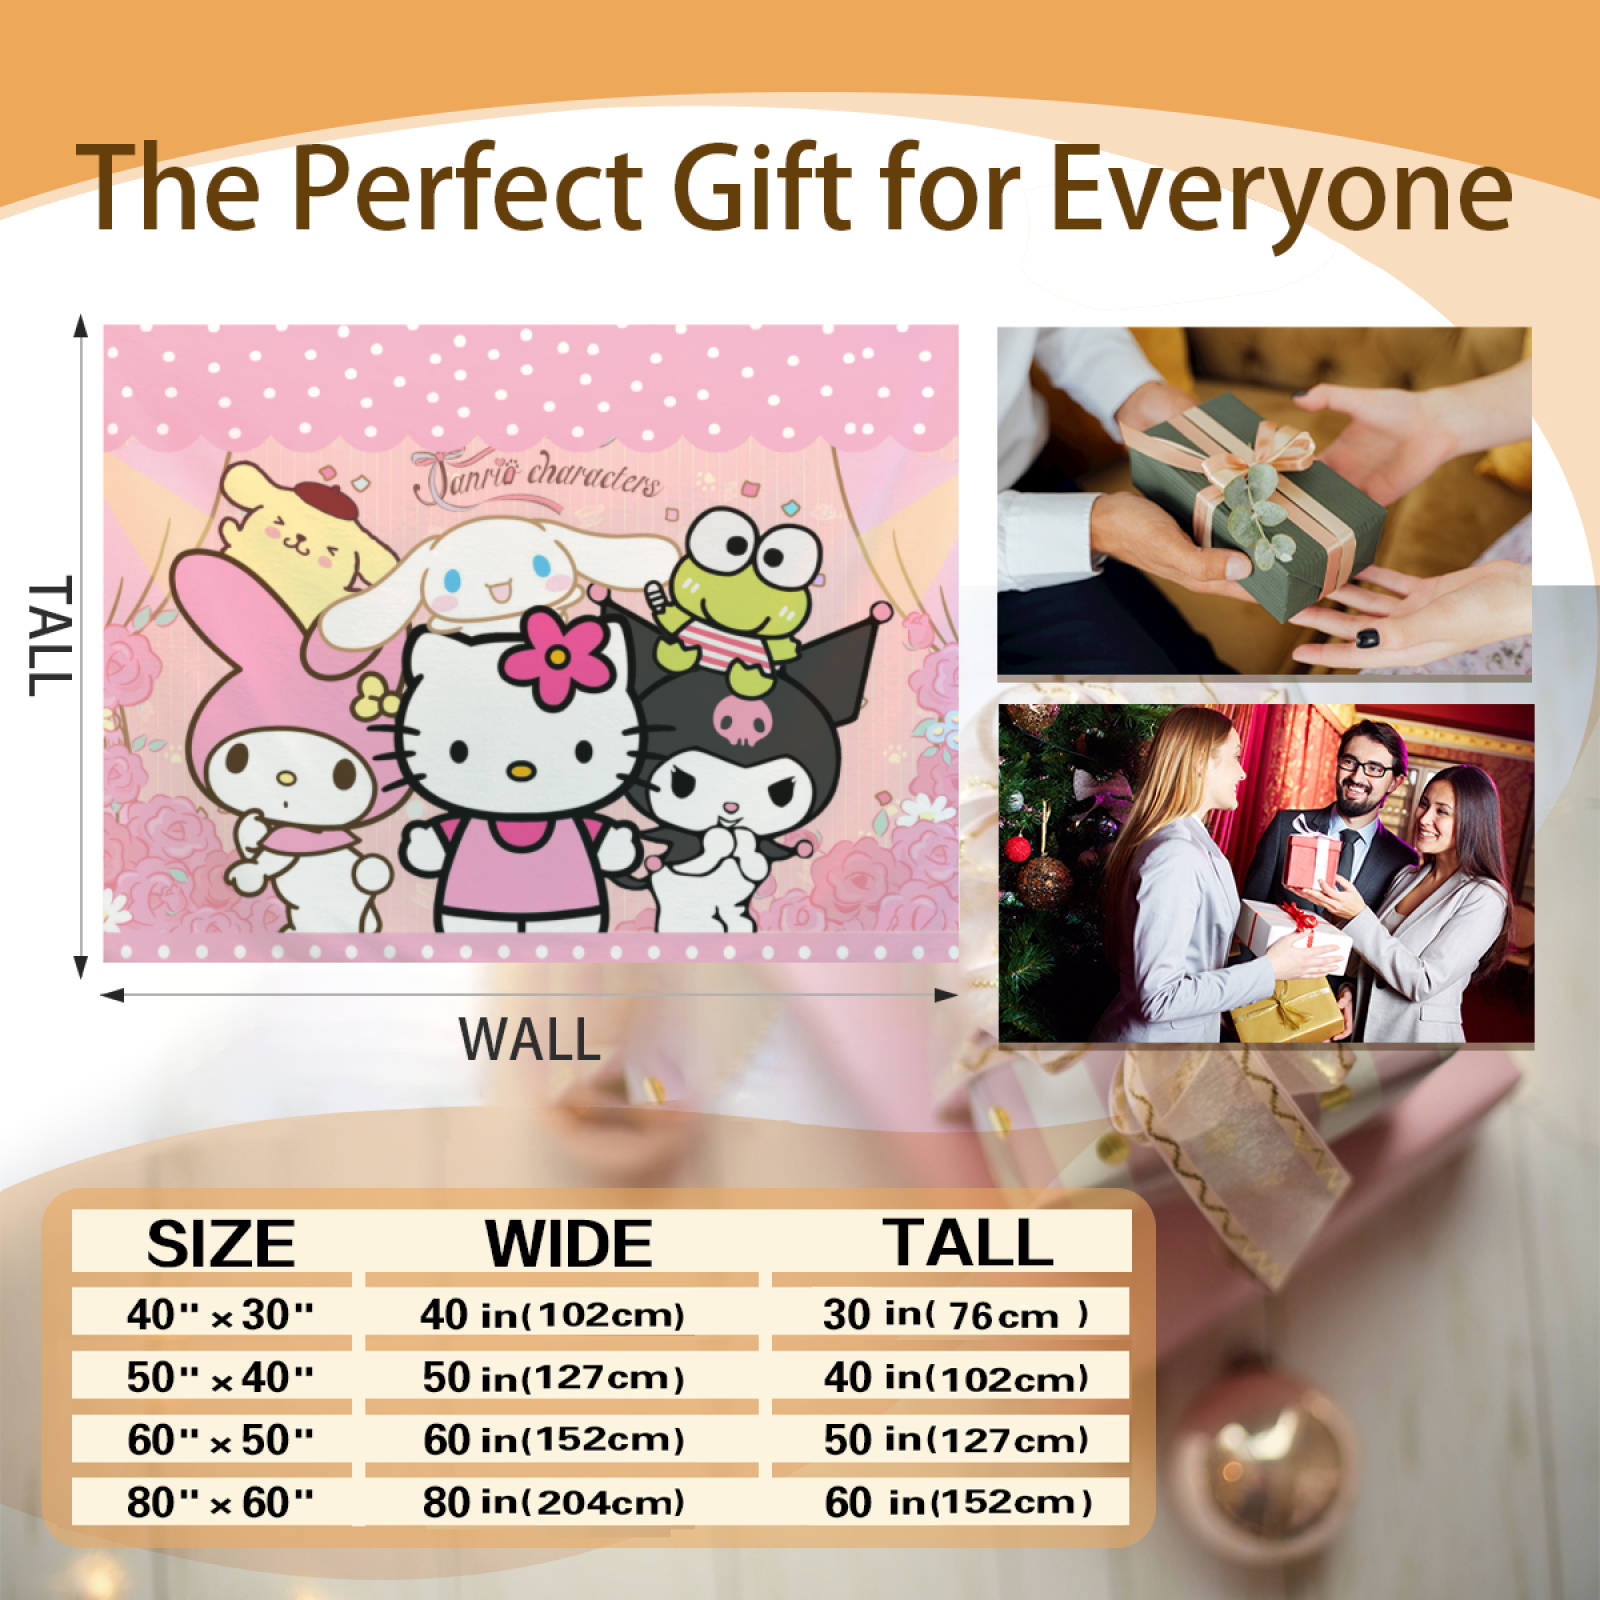 The Perfect Gift for Everyone
Sanrio characters
TALL
WALL
SIZE WIDE TALL
40" × 30" 40 in(102cm) 30 in( 76cm )
50" × 40" 50 in(127cm) 40 in(102cm)
60" × 50" 60 in(152cm) 50 in(127cm)
80" × 60" 80 in(204cm) 60 in(152cm)